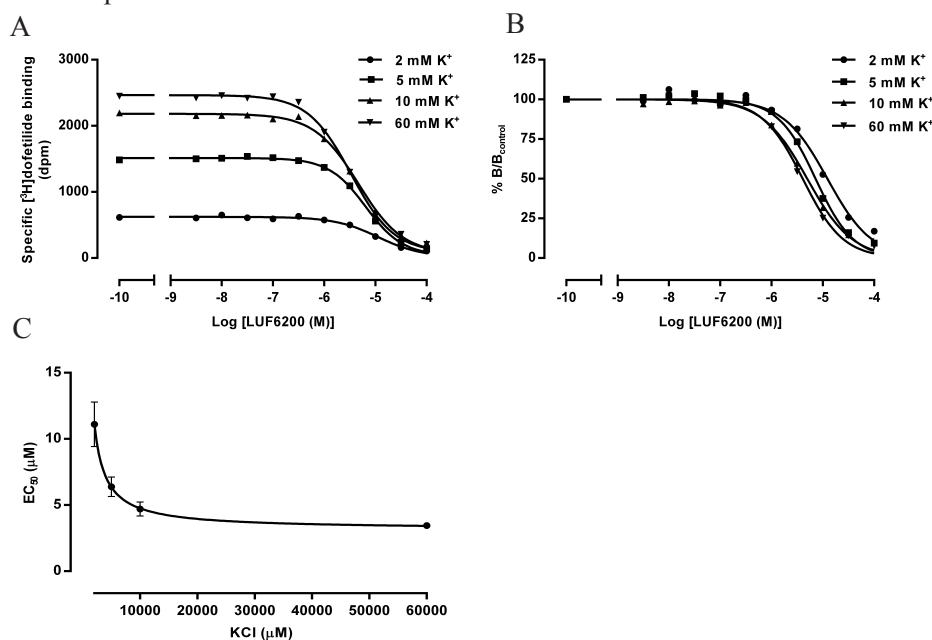 A
Specific [³H]dofetilide binding
(dpm)
3000
2000
1000
0
2 mM K⁺
5 mM K⁺
10 mM K⁺
60 mM K⁺
-10 -9 -8 -7 -6 -5 -4
Log [LUF6200 (M)]
B
% B/Bcontrol
125
100
75
50
25
0
2 mM K⁺
5 mM K⁺
10 mM K⁺
60 mM K⁺
-10 -9 -8 -7 -6 -5 -4
Log [LUF6200 (M)]
C
EC₅₀ (µM)
15
10
5
0
10000 20000 30000 40000 50000 60000
KCl (µM)